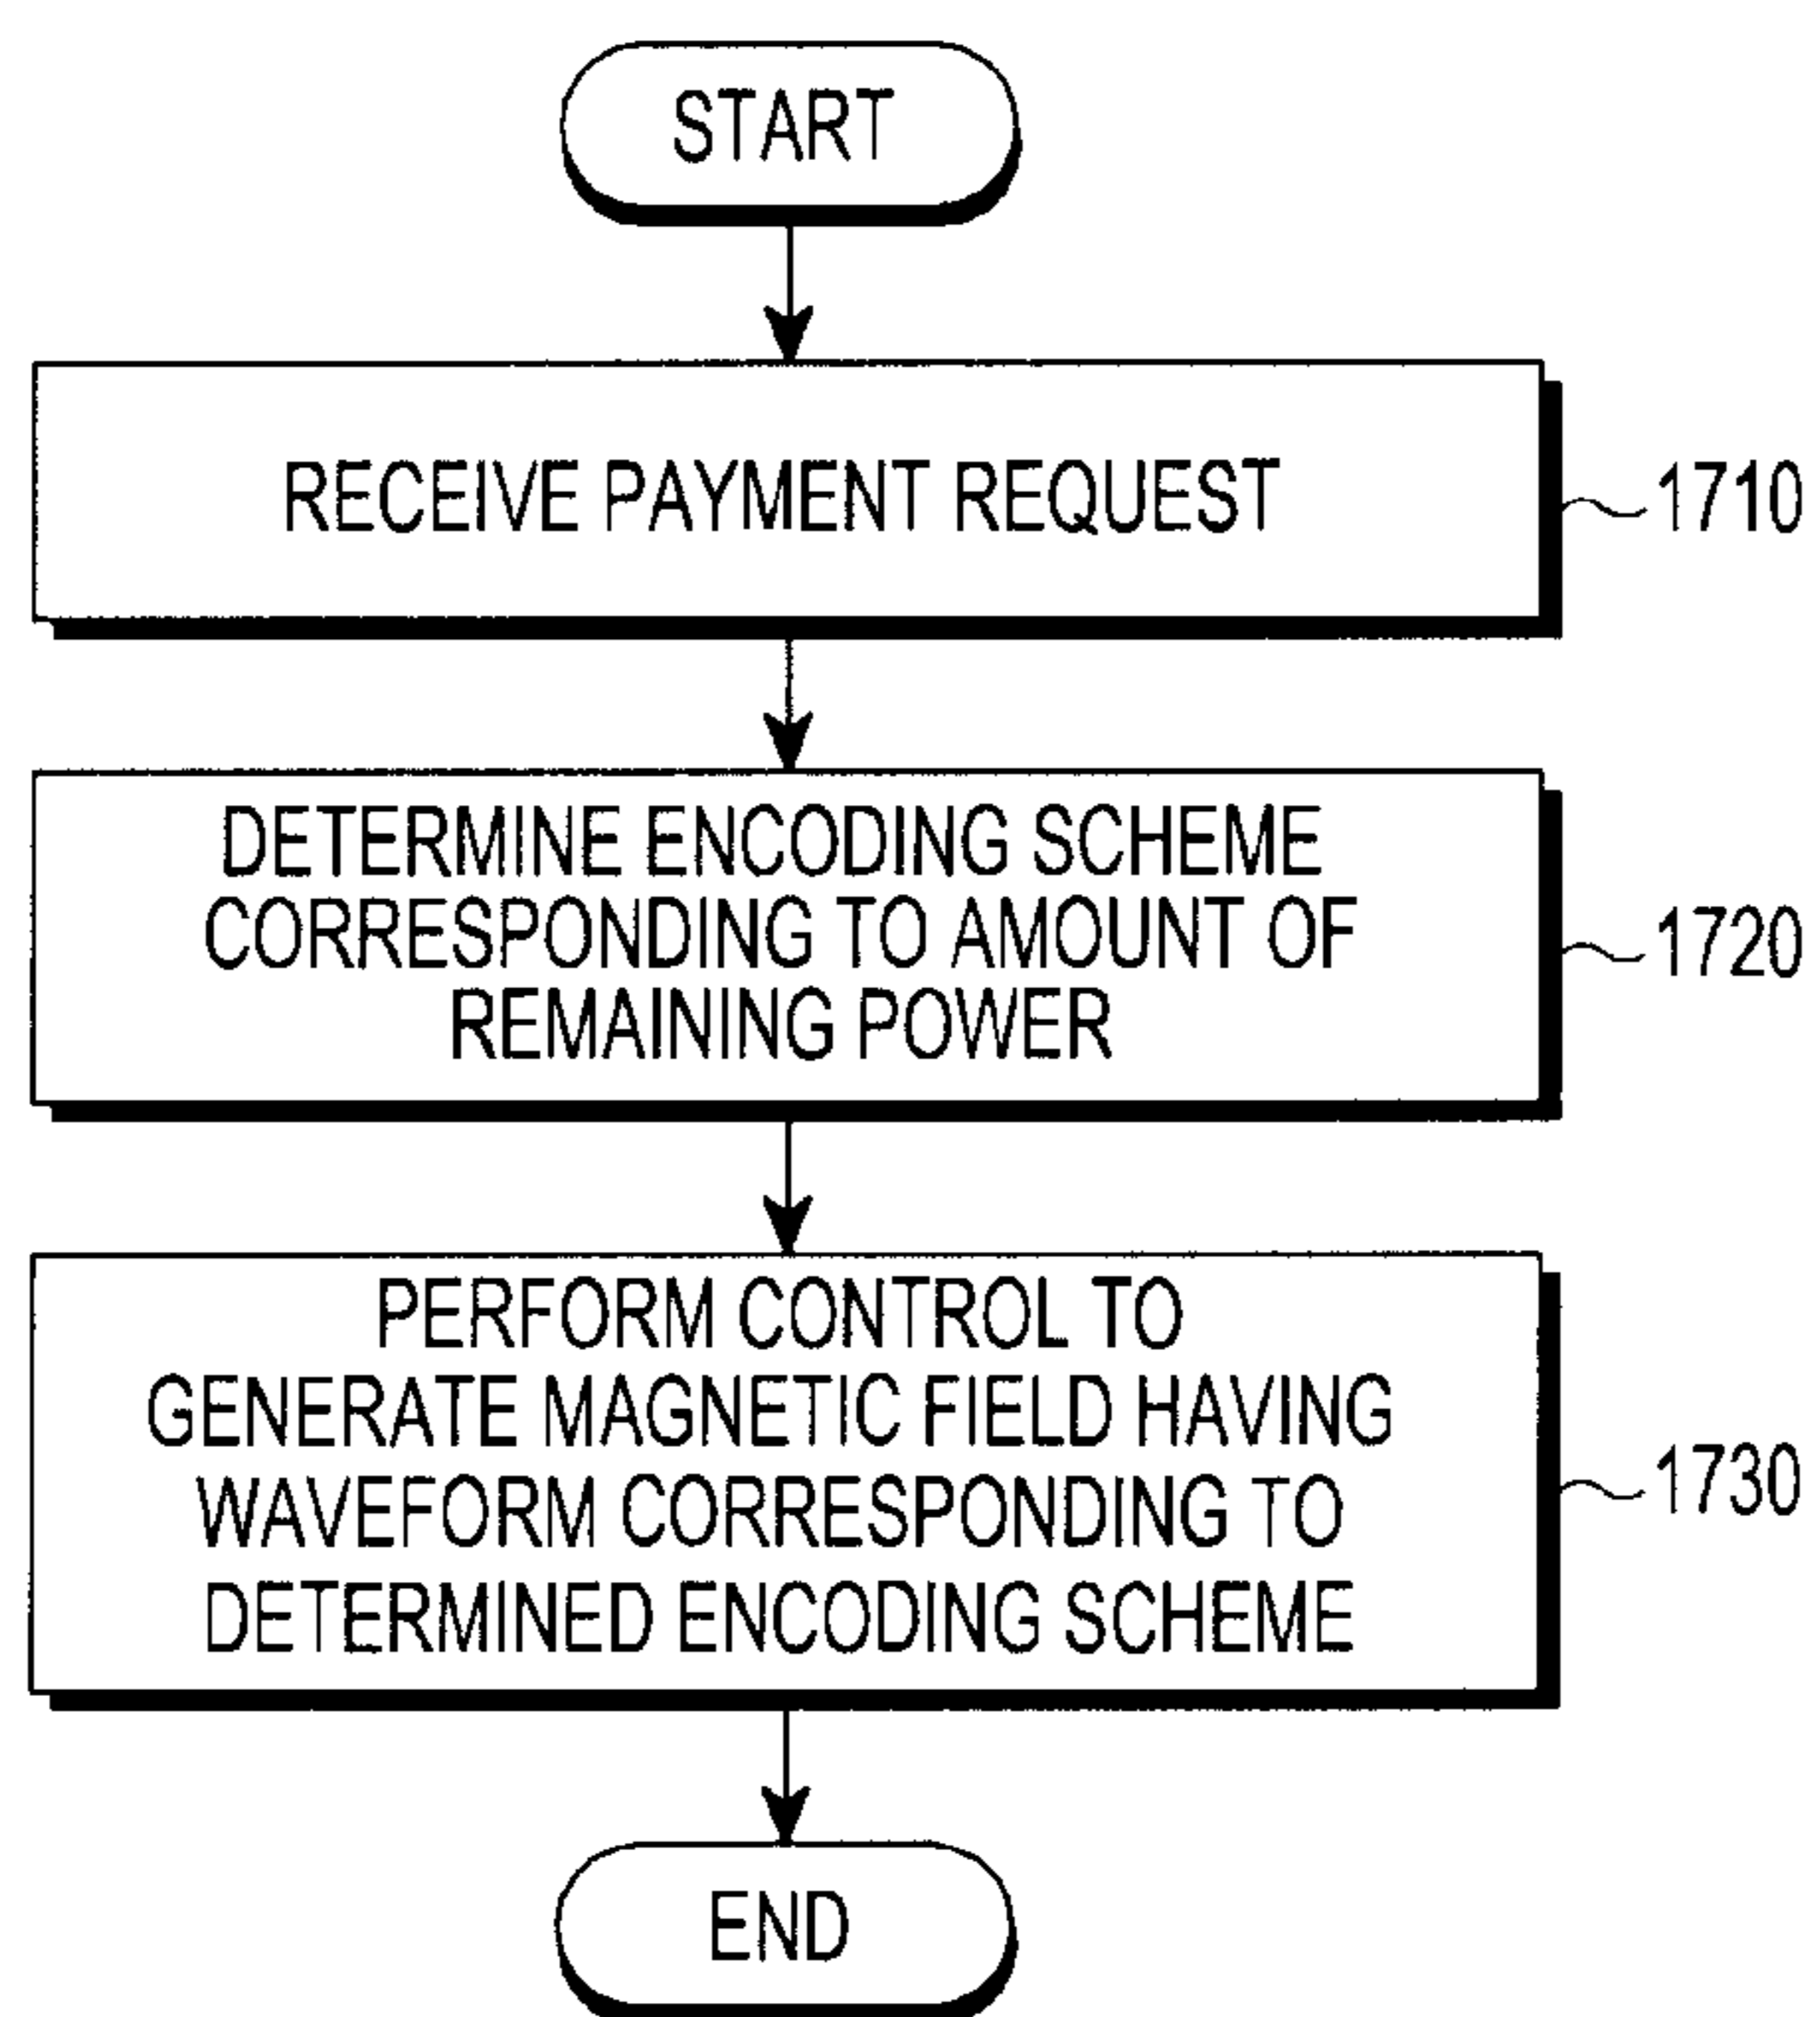 START
RECEIVE PAYMENT REQUEST
1710
DETERMINE ENCODING SCHEME
CORRESPONDING TO AMOUNT OF
REMAINING POWER
1720
PERFORM CONTROL TO
GENERATE MAGNETIC FIELD HAVING
WAVEFORM CORRESPONDING TO
DETERMINED ENCODING SCHEME
1730
END